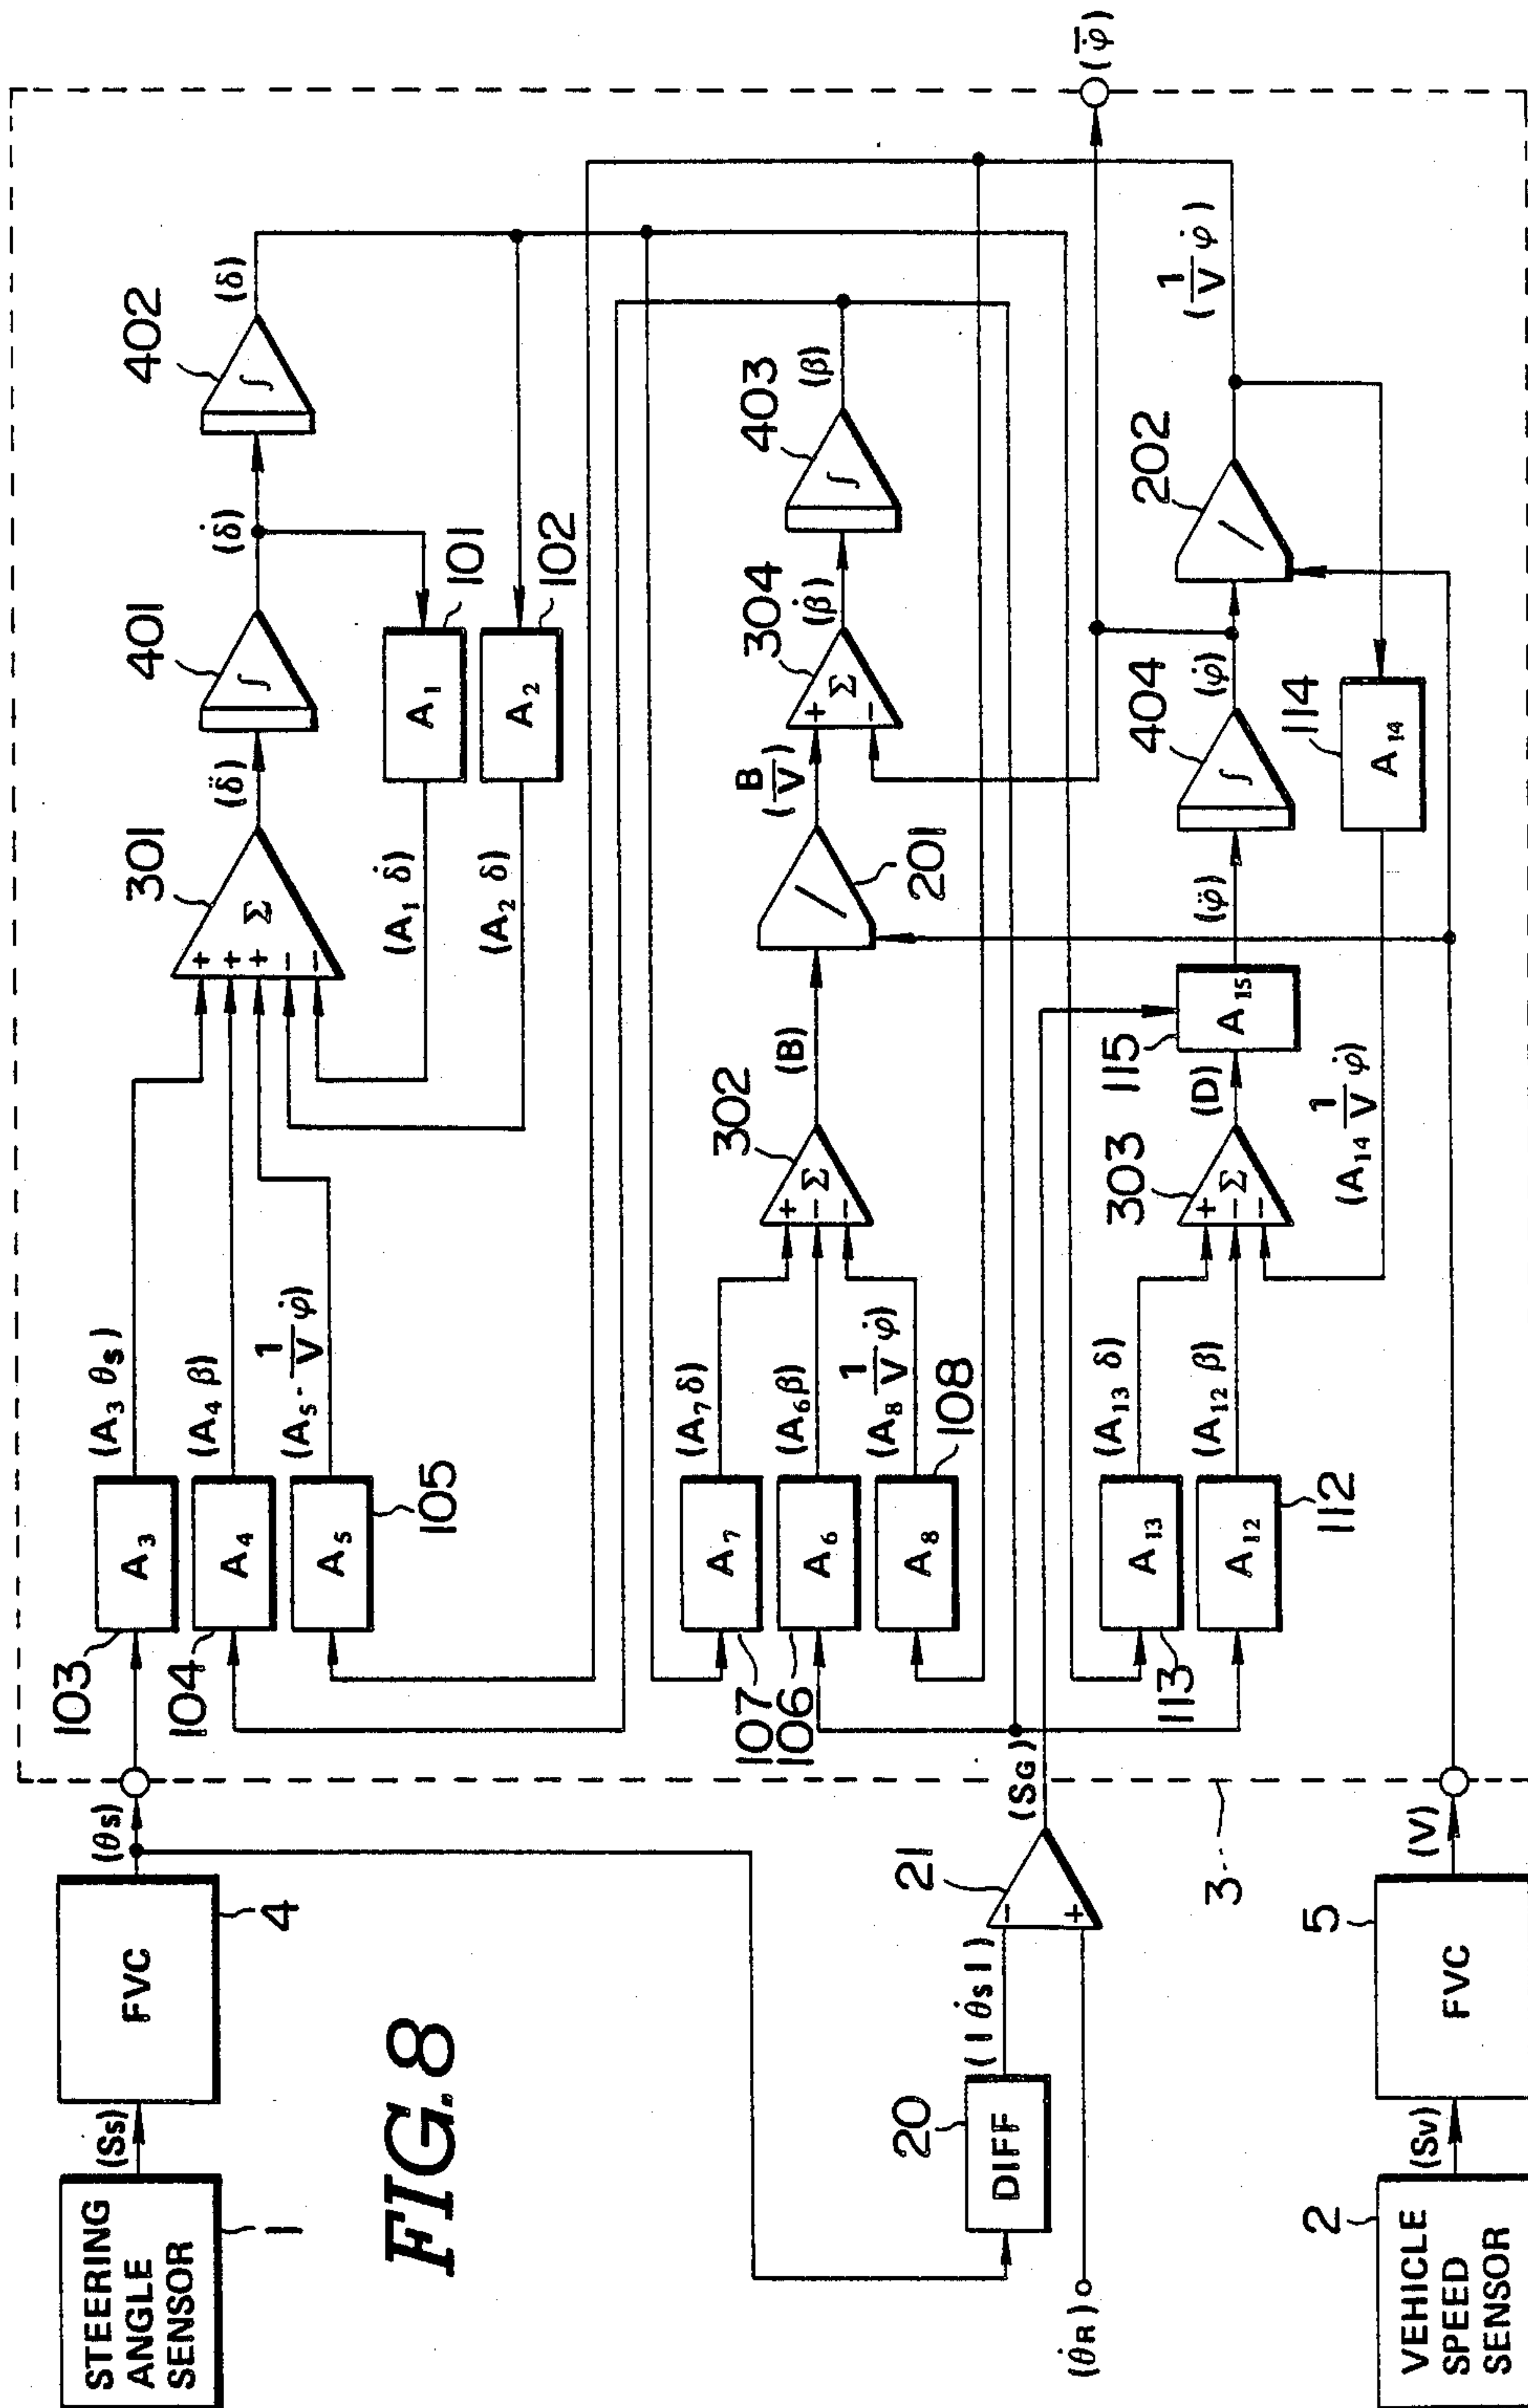 FIG.8
STEERING
ANGLE
SENSOR
1
(Ss)
FVC
4
(θs)
103
A3
(A3 θs)
104
A4
(A4 β)
A5
105
(A5 - 1/V φ̇)
301
+
+
+
−
−
Σ
(δ̈)
401
∫
(δ̇)
402
∫
(δ)
A1
101
(A1 δ̇)
A2
102
(A2 δ)
107
A7
(A7 δ)
106
A6
(A6 β)
A8
108
(A8 1/V φ̇)
302
+
−
−
Σ
(B)
201
/
(B/V)
304
+
−
Σ
(β̇)
403
∫
(β)
20
DIFF
(|θ̇s|)
(θ̇R)
21
−
+
(SG)
3
113
A13
(A13 δ)
A12
112
(A12 β)
303
+
−
−
Σ
(D)
115
A15
(φ̈)
404
∫
(φ̇)
202
/
(1/V φ̇)
114
A14
(A14 1/V φ̇)
(φ̇̄)
2
VEHICLE
SPEED
SENSOR
(Sv)
5
FVC
(V)